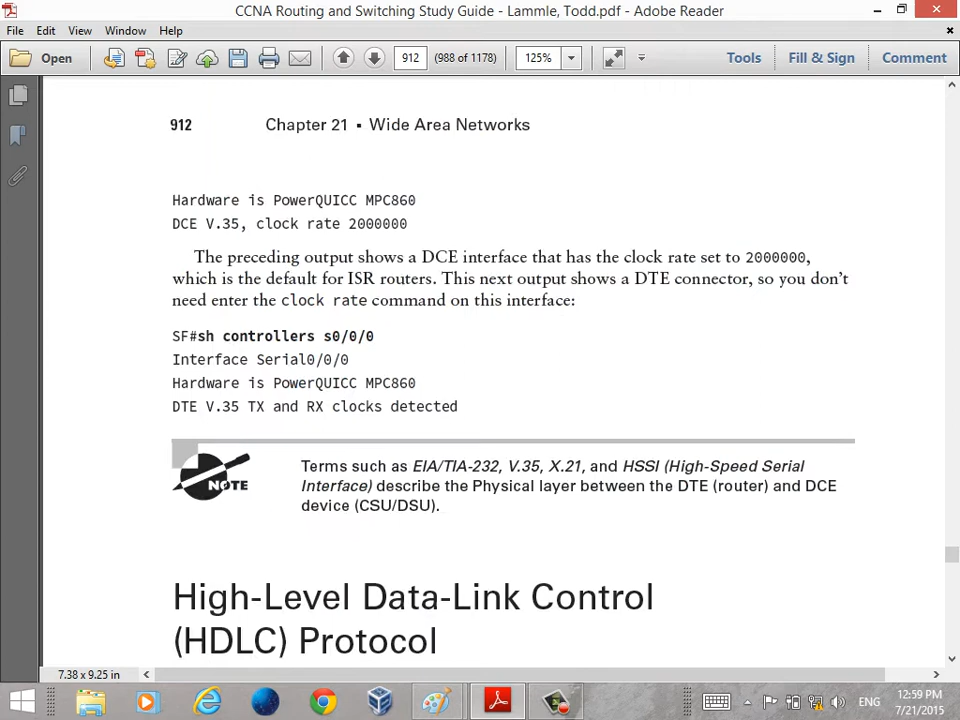 CCNA Routing and Switching Study Guide - Lammle, Todd.pdf - Adobe Reader
File Edit View Window Help
Open 912 (988 of 1178) 125% Tools Fill & Sign Comment
912 Chapter 21 ▪ Wide Area Networks
Hardware is PowerQUICC MPC860
DCE V.35, clock rate 2000000
The preceding output shows a DCE interface that has the clock rate set to 2000000,
which is the default for ISR routers. This next output shows a DTE connector, so you don’t
need enter the clock rate command on this interface:
SF#sh controllers s0/0/0
Interface Serial0/0/0
Hardware is PowerQUICC MPC860
DTE V.35 TX and RX clocks detected
NOTE
Terms such as EIA/TIA-232, V.35, X.21, and HSSI (High-Speed Serial
Interface) describe the Physical layer between the DTE (router) and DCE
device (CSU/DSU).
High-Level Data-Link Control
(HDLC) Protocol
7.38 x 9.25 in
ENG
12:59 PM
7/21/2015